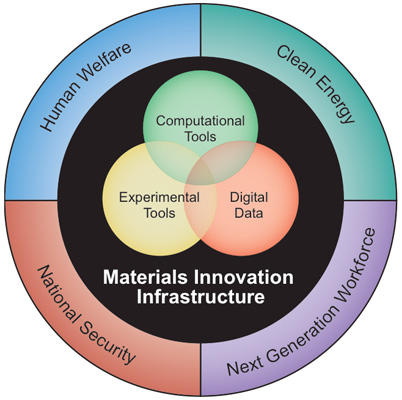 Human Welfare
Clean Energy
Computational
Tools
Experimental
Tools
Digital
Data
Materials Innovation
Infrastructure
National Security
Next Generation Workforce